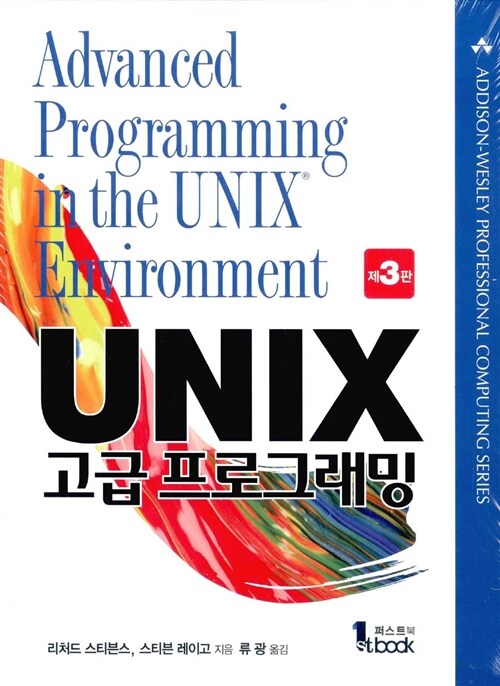 Advanced
Programming
in the UNIX®
Environment
제3판
UNIX
고급 프로그래밍
리처드 스티븐스, 스티븐 레이고 지음 류 광 옮김
퍼스트북
1st book
ADDISON-WESLEY PROFESSIONAL COMPUTING SERIES